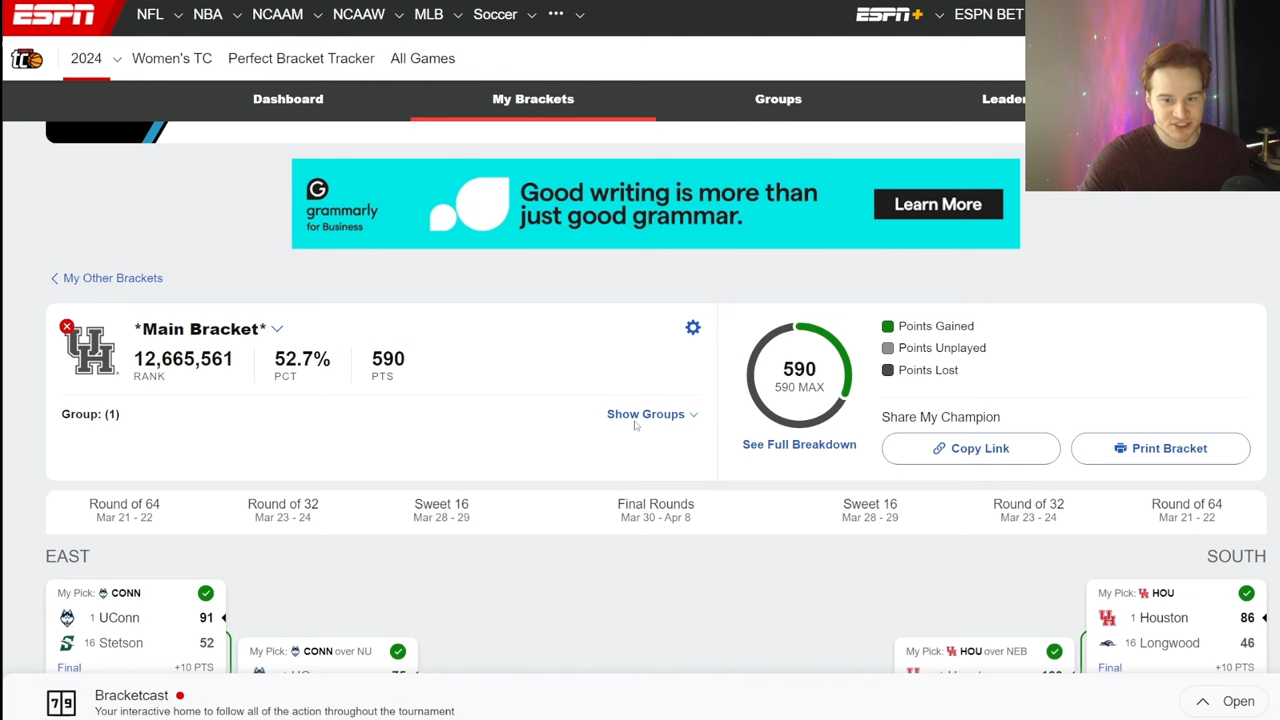 ESPN NFL NBA NCAAM NCAAW MLB Soccer ••• ESPN+ ESPN BET
TC 2024 Women's TC Perfect Bracket Tracker All Games
Dashboard My Brackets Groups Leader
G
grammarly
for Business
Good writing is more than
just good grammar.
Learn More
My Other Brackets
*Main Bracket*
12,665,561 52.7% 590
RANK PCT PTS
Group: (1) Show Groups
590
590 MAX
See Full Breakdown
Points Gained
Points Unplayed
Points Lost
Share My Champion
Copy Link Print Bracket
Round of 64 Round of 32 Sweet 16 Final Rounds Sweet 16 Round of 32 Round of 64
Mar 21 - 22 Mar 23 - 24 Mar 28 - 29 Mar 30 - Apr 8 Mar 28 - 29 Mar 23 - 24 Mar 21 - 22
EAST SOUTH
My Pick: CONN
1 UConn 91
16 Stetson 52
Final +10 PTS
My Pick: CONN over NU
My Pick: HOU over NEB
My Pick: HOU
1 Houston 86
16 Longwood 46
Final +10 PTS
79
Bracketcast
Your interactive home to follow all of the action throughout the tournament
Open